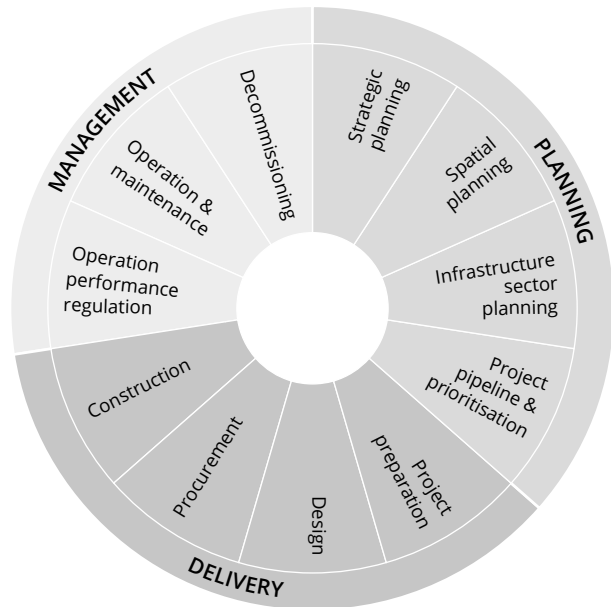 PLANNING
Strategic
planning
Spatial
planning
Infrastructure
sector
planning
Project
pipeline &
prioritisation
DELIVERY
Project
preparation
Design
Procurement
Construction
MANAGEMENT
Operation
performance
regulation
Operation &
maintenance
Decommissioning